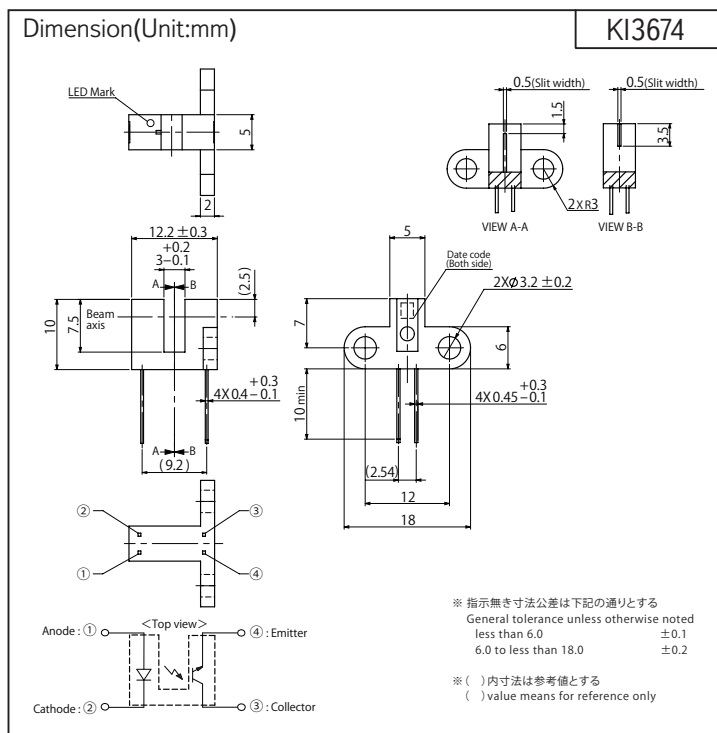 Dimension(Unit:mm)
KI3674
LED Mark
5
2
0.5(Slit width)
1.5
2XR3
VIEW A-A
0.5(Slit width)
3.5
VIEW B-B
12.2 ±0.3
+0.2
3−0.1
A B
(2.5)
10
7.5
Beam
axis
+0.3
4X0.4−0.1
A B
(9.2)
5
Date code
(Both side)
2XΦ3.2 ±0.2
7
6
10 min
+0.3
4X0.45−0.1
(2.54)
12
18
② ③
① ④
<Top view>
Anode : ① ④ : Emitter
Cathode : ② ③ : Collector
※ 指示無き寸法公差は下記の通りとする
General tolerance unless otherwise noted
less than 6.0 ±0.1
6.0 to less than 18.0 ±0.2
※( )内寸法は参考値とする
( ) value means for reference only